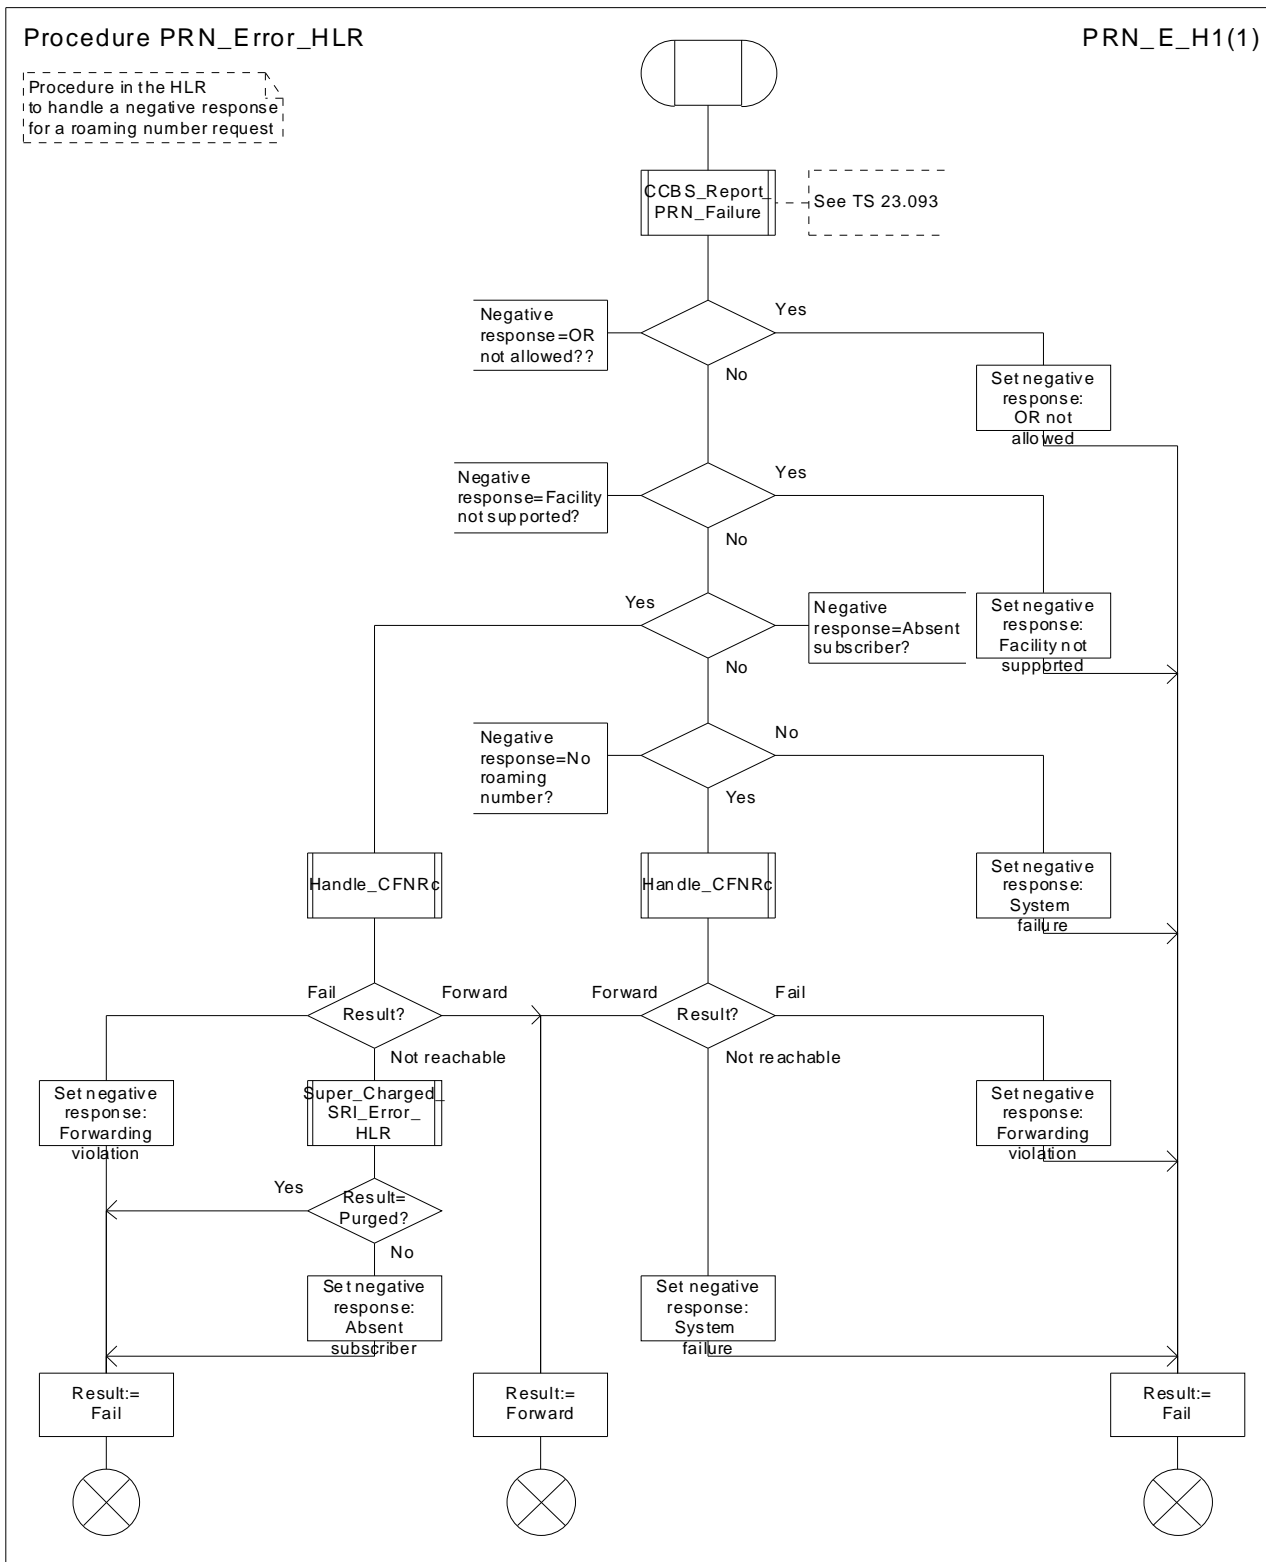 Procedure PRN_Error_HLR
PRN_E_H1(1)
Procedure in the HLR
to handle a negative response
for a roaming number request
CCBS_Report_
PRN_Failure
See TS 23.093
Negative
response=OR
not allowed??
Yes
No
Set negative
response:
OR not
allowed
Negative
response=Facility
not supported?
Yes
No
Set negative
response:
Facility not
supported
Yes
Negative
response=Absent
subscriber?
No
Negative
response=No
roaming
number?
No
Yes
Set negative
response:
System
failure
Handle_CFNRc
Handle_CFNRc
Fail
Result?
Forward
Not reachable
Forward
Result?
Fail
Not reachable
Set negative
response:
Forwarding
violation
Super_Charged_
SRI_Error_
HLR
Set negative
response:
Forwarding
violation
Yes
Result=
Purged?
No
Set negative
response:
Absent
subscriber
Set negative
response:
System
failure
Result:=
Fail
Result:=
Forward
Result:=
Fail